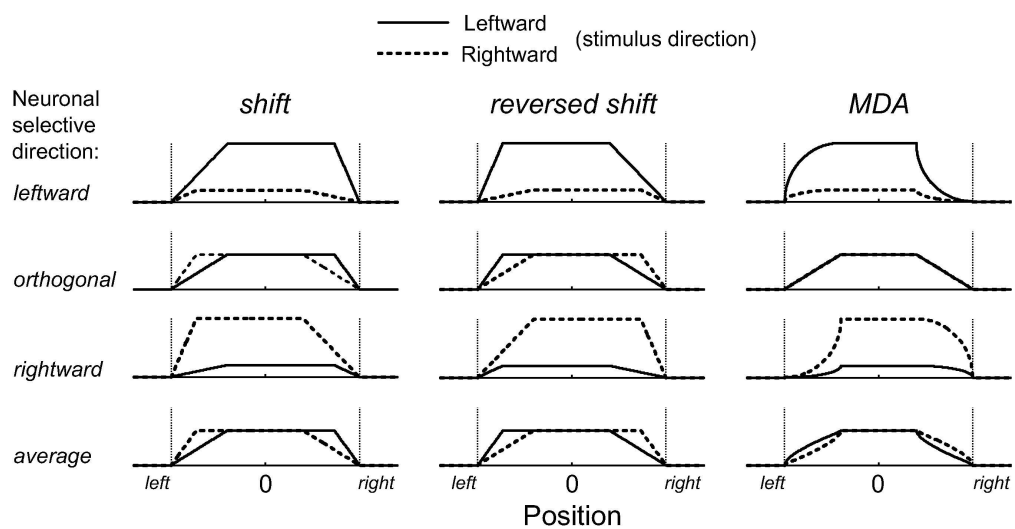 Leftward
Rightward
(stimulus direction)
Neuronal
selective
direction:
shift
reversed shift
MDA
leftward
orthogonal
rightward
average
left 0 right
left 0 right
left 0 right
Position